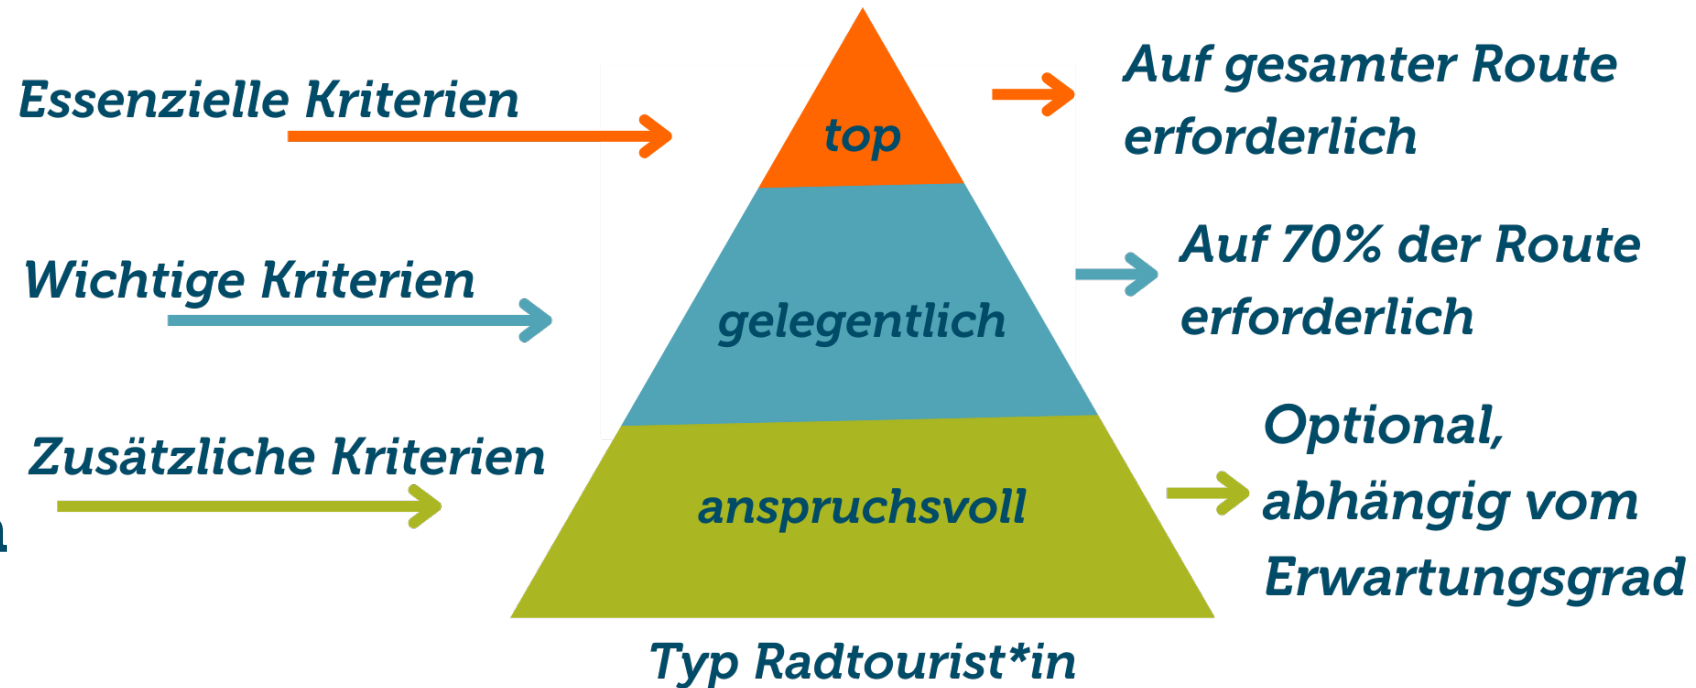 Essenzielle Kriterien
top
Auf gesamter Route
erforderlich
Wichtige Kriterien
gelegentlich
Auf 70% der Route
erforderlich
Zusätzliche Kriterien
anspruchsvoll
Optional,
abhängig vom
Erwartungsgrad
Typ Radtourist*in